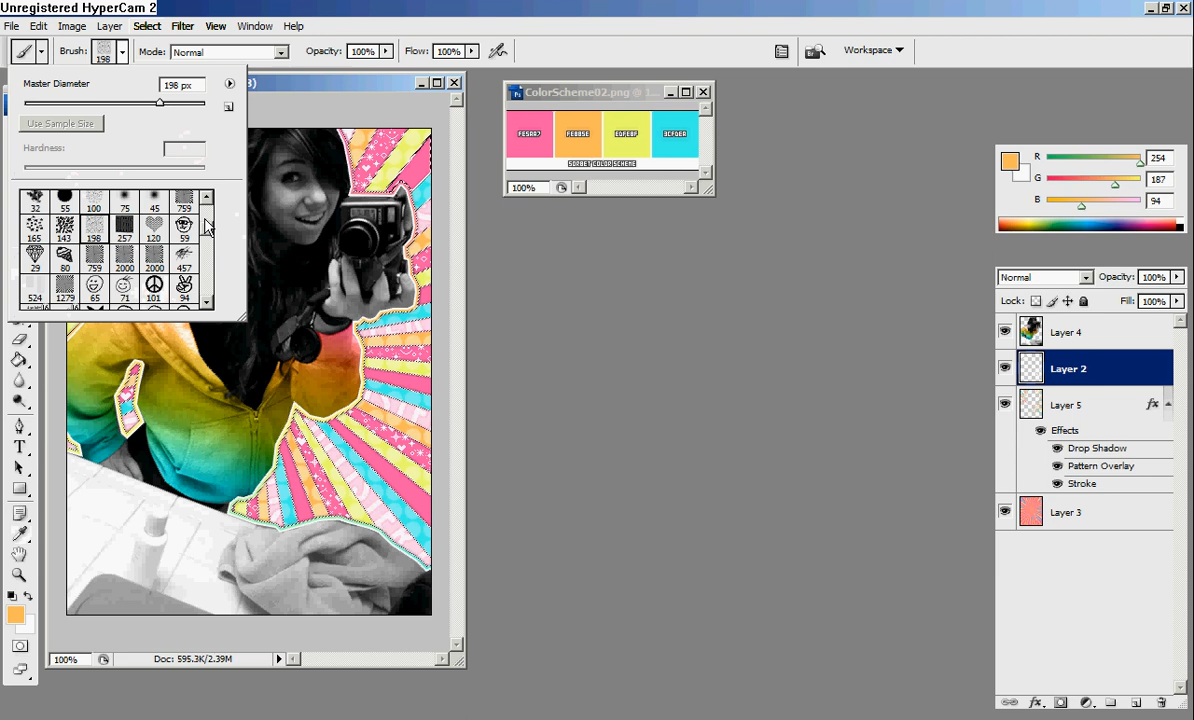 Unregistered HyperCam 2
File Edit Image Layer Select Filter View Window Help
Brush: 198 Mode: Normal Opacity: 100% Flow: 100% Workspace
Master Diameter 198 px
Use Sample Size
Hardness:
32 55 100 75 45 759
165 143 198 257 120 59
29 80 759 2000 2000 457
524 1279 65 71 101 94
ColorScheme02.png @ 1...
SORBET COLOR SCHEME
100%
R 254
G 187
B 94
Normal Opacity: 100%
Lock: Fill: 100%
Layer 4
Layer 2
Layer 5 fx
Effects
Drop Shadow
Pattern Overlay
Stroke
Layer 3
100% Doc: 595.3K/2.39M